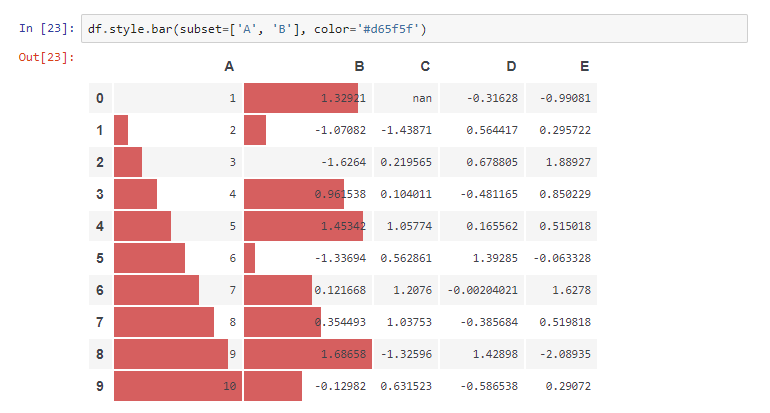 In [23]: df.style.bar(subset=['A', 'B'], color='#d65f5f')
Out[23]:
A B C D E
0 1 1.32921 nan -0.31628 -0.99081
1 2 -1.07082 -1.43871 0.564417 0.295722
2 3 -1.6264 0.219565 0.678805 1.88927
3 4 0.961538 0.104011 -0.481165 0.850229
4 5 1.45342 1.05774 0.165562 0.515018
5 6 -1.33694 0.562861 1.39285 -0.063328
6 7 0.121668 1.2076 -0.00204021 1.6278
7 8 0.354493 1.03753 -0.385684 0.519818
8 9 1.68658 -1.32596 1.42898 -2.08935
9 10 -0.12982 0.631523 -0.586538 0.29072